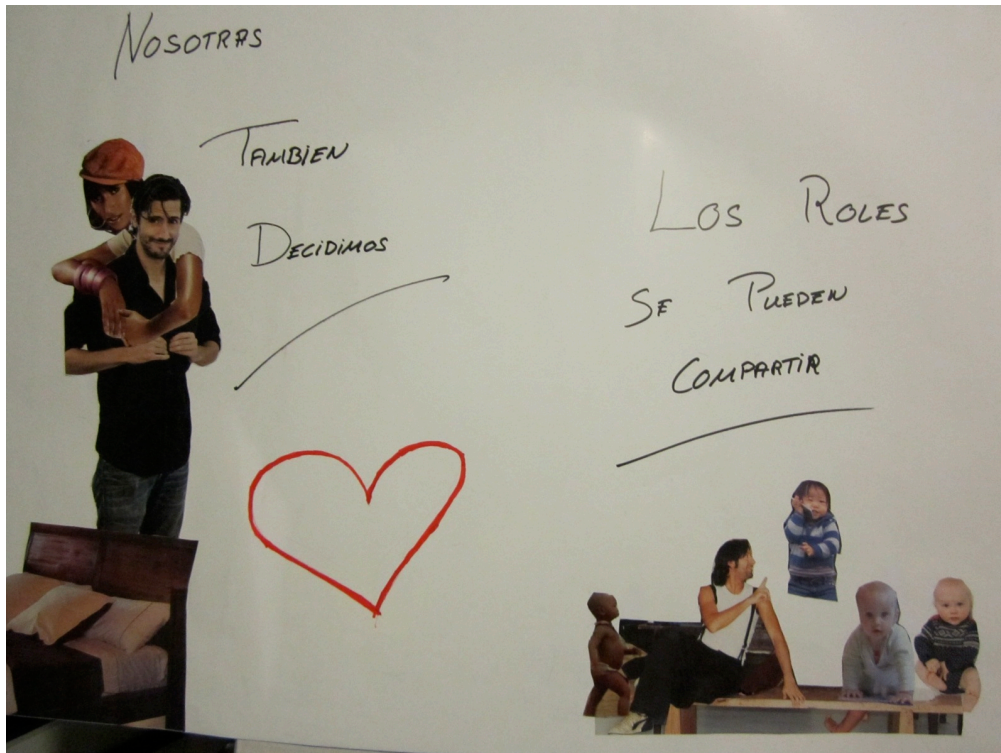 NOSOTRAS
TAMBIEN
DECIDIMOS
LOS ROLES
SE PUEDEN
COMPARTIR